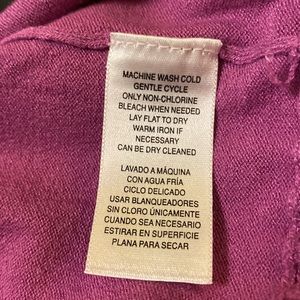 MACHINE WASH COLD
GENTLE CYCLE
ONLY NON-CHLORINE
BLEACH WHEN NEEDED
LAY FLAT TO DRY
WARM IRON IF
NECESSARY
CAN BE DRY CLEANED
LAVADO A MÁQUINA
CON AGUA FRÍA
CICLO DELICADO
USAR BLANQUEADORES
SIN CLORO ÚNICAMENTE
CUANDO SEA NECESARIO
ESTIRAR EN SUPERFICIE
PLANA PARA SECAR